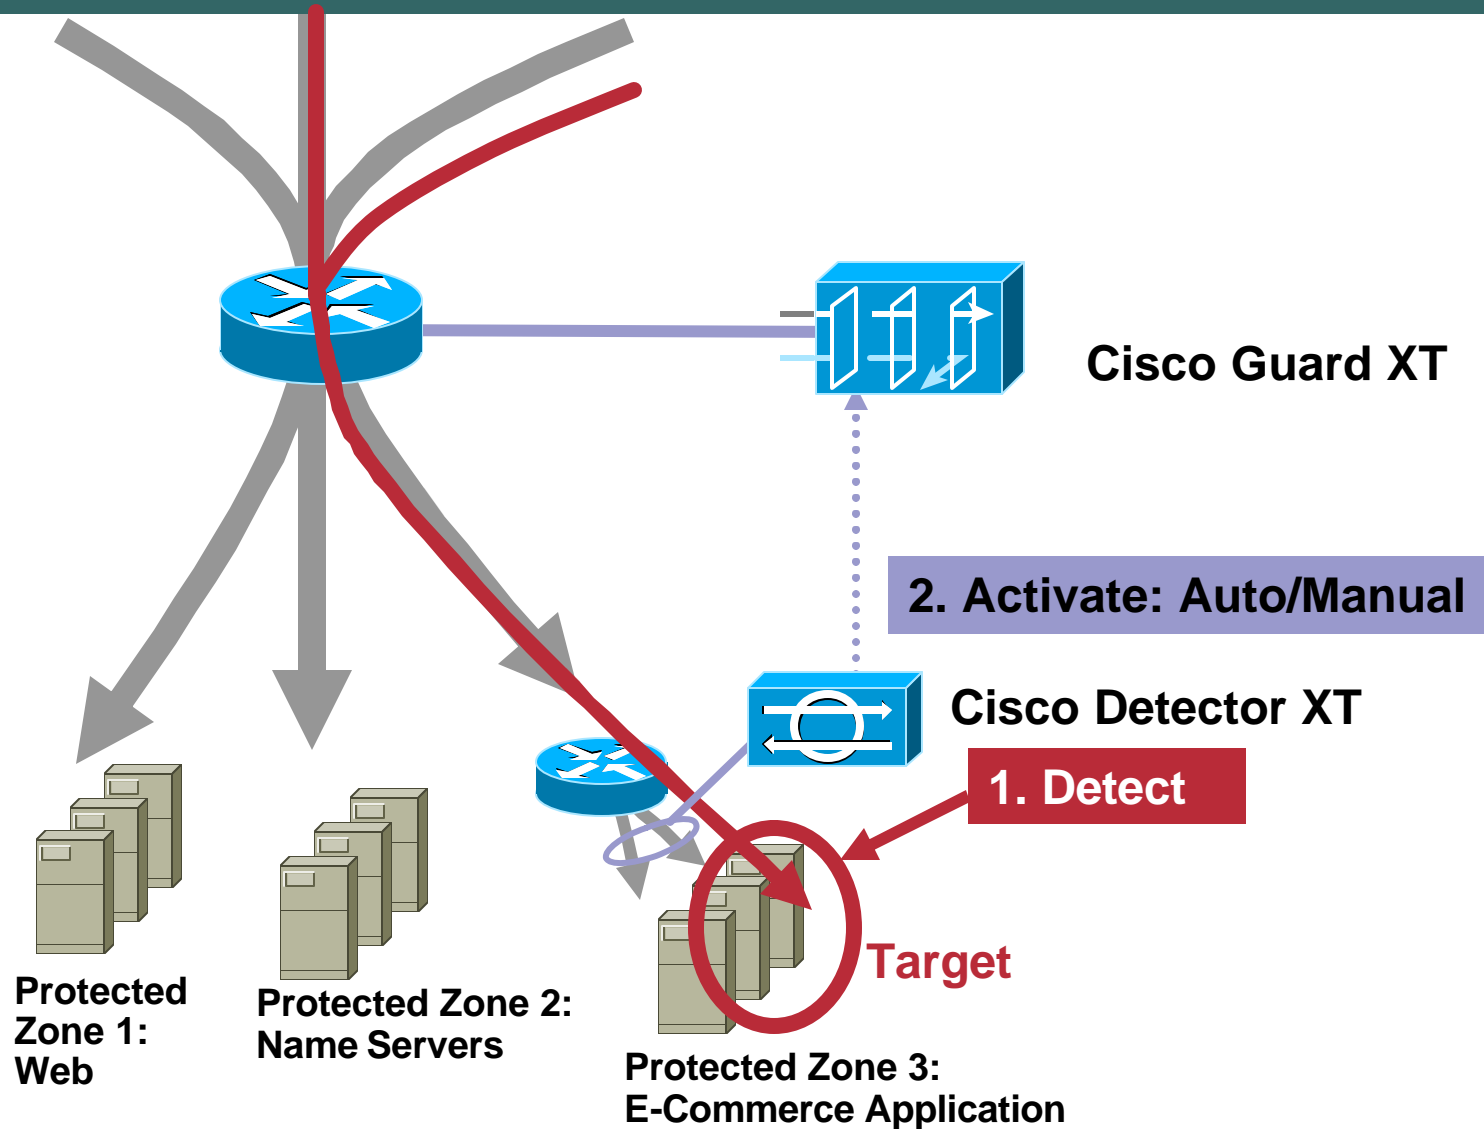 Cisco Guard XT
2. Activate: Auto/Manual
Cisco Detector XT
1. Detect
Target
Protected
Zone 1:
Web
Protected Zone 2:
Name Servers
Protected Zone 3:
E-Commerce Application